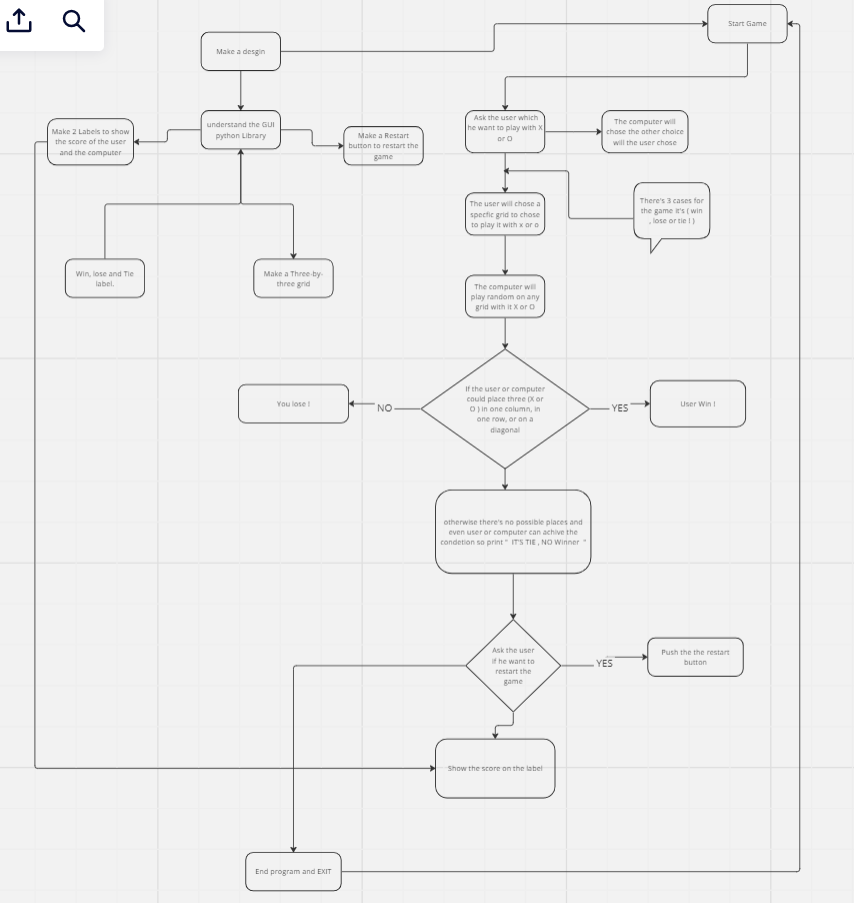 Start Game
Make a desgin
understand the GUI
python Library
Make 2 Labels to show
the score of the user
and the computer
Make a Restart
button to restart the
game
Ask the user which
he want to play with X
or O
The computer will
chose the other choice
will the user chose
There's 3 cases for
the game it's ( win
, lose or tie ! )
The user will chose a
specfic grid to chose
to play it with x or o
Win, lose and Tie
label.
Make a Three-by-
three grid
The computer will
play random on any
grid with it X or O
If the user or computer
could place three (X or
O ) in one column, in
one row, or on a
diagonal
NO
You lose !
YES
User Win !
otherwise there's no possible places and
even user or computer can achive the
condetion so print " IT'S TIE , NO Winner "
Ask the user
if he want to
restart the
game
YES
Push the the restart
button
Show the score on the label
End program and EXIT